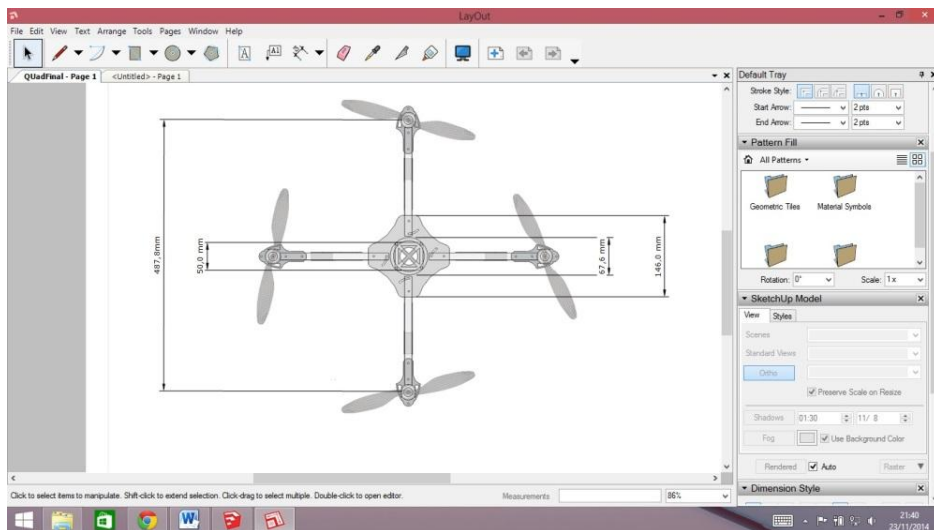 LayOut
File Edit View Text Arrange Tools Pages Window Help
QUadFinal - Page 1
<Untitled> - Page 1
487,8mm
50,0 mm
67,6 mm
146,0 mm
Default Tray
Stroke Style:
Start Arrow: 2 pts
End Arrow: 2 pts
Pattern Fill
All Patterns
Geometric Tiles Material Symbols
Rotation: 0° Scale: 1x
SketchUp Model
View Styles
Scenes
Standard Views
Ortho
Preserve Scale on Resize
Shadows 01:30 11/ 8
Fog Use Background Color
Rendered Auto Raster
Dimension Style
Click to select items to manipulate. Shift-click to extend selection. Click-drag to select multiple. Double-click to open editor.
Measurements 86%
21:40
23/11/2014